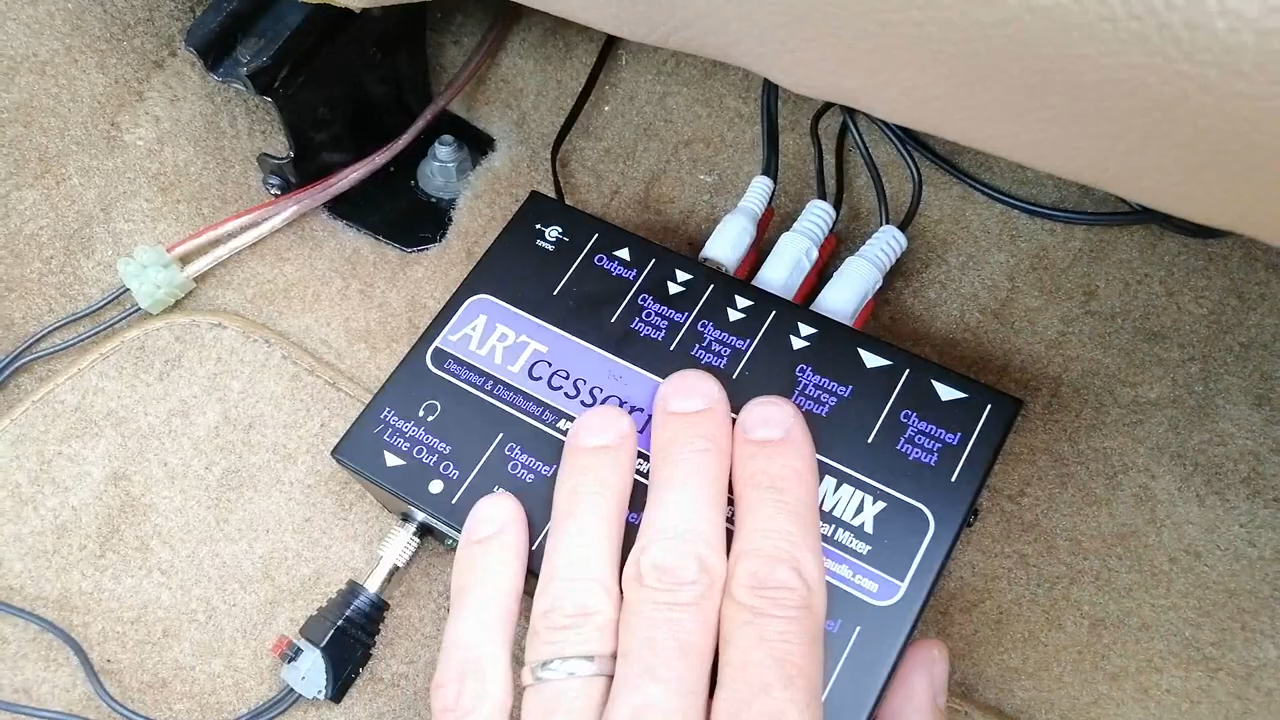 12VDC
Output
Channel
One
Input
Channel
Two
Input
Channel
Three
Input
Channel
Four
Input
ARTcessori
Designed & Distributed by: AP
MIX
Mixer
audio.com
Headphones
/ Line Out On
Channel
One